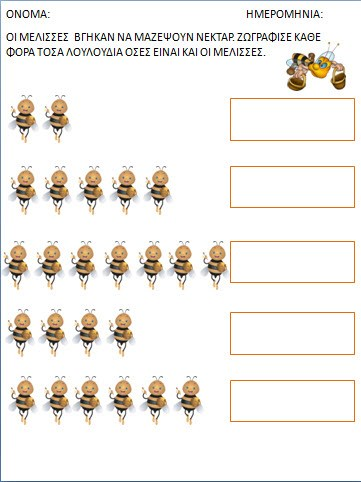 ΟΝΟΜΑ: ΗΜΕΡΟΜΗΝΙΑ:
ΟΙ ΜΕΛΙΣΣΕΣ ΒΓΗΚΑΝ ΝΑ ΜΑΖΕΨΟΥΝ ΝΕΚΤΑΡ. ΖΩΓΡΑΦΙΣΕ ΚΑΘΕ
ΦΟΡΑ ΤΟΣΑ ΛΟΥΛΟΥΔΙΑ ΟΣΕΣ ΕΙΝΑΙ ΚΑΙ ΟΙ ΜΕΛΙΣΣΕΣ.